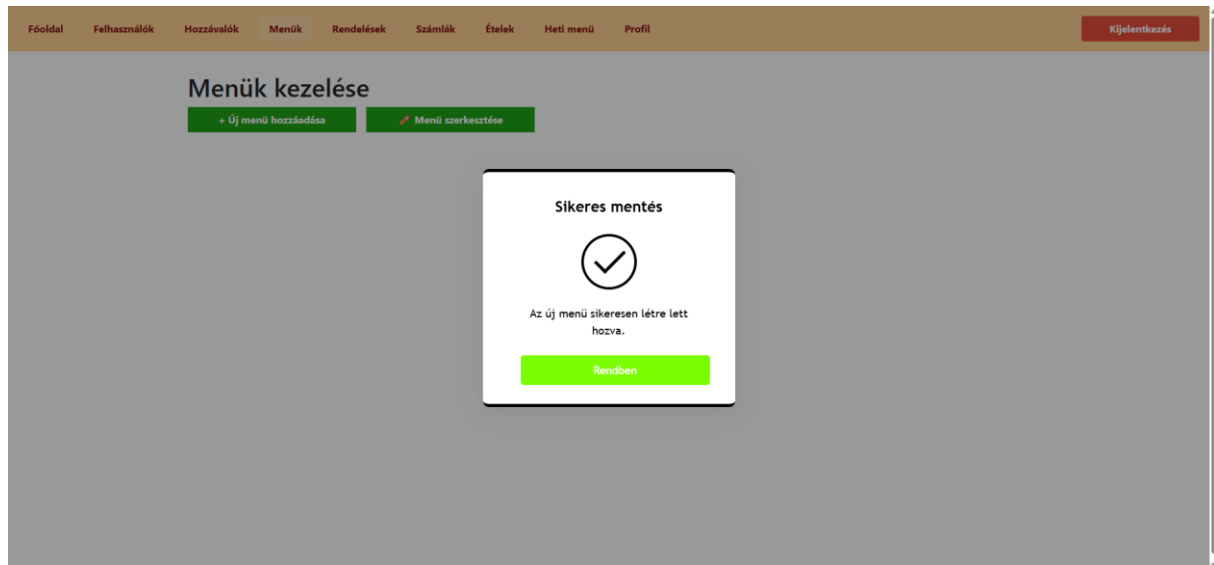 Főoldal Felhasználók Hozzávalók Menük Rendelések Számlák Ételek Heti menü Profil Kijelentkezés
Menük kezelése
+ Új menü hozzáadása Menü szerkesztése
Sikeres mentés
Az új menü sikeresen létre lett
hozva.
Rendben